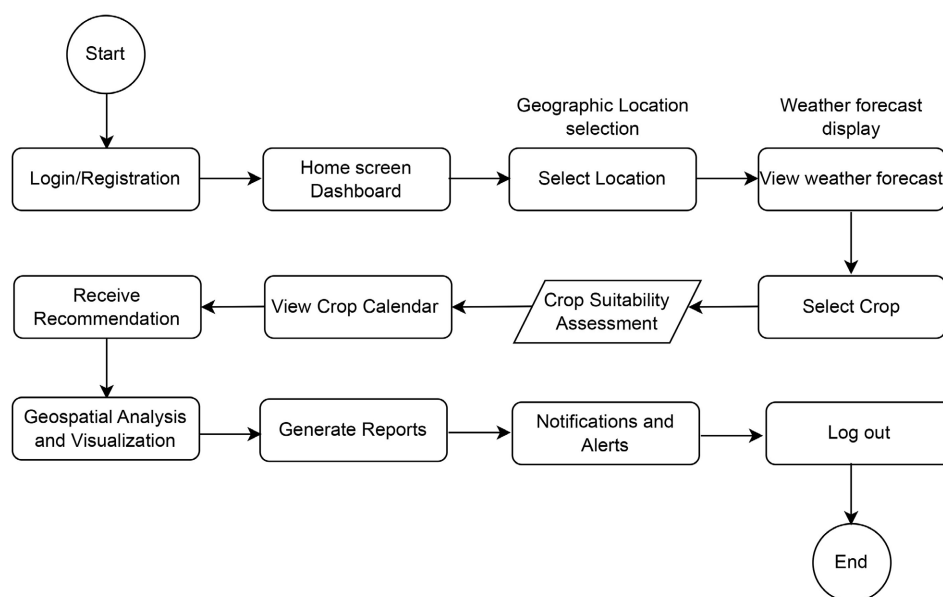 Start
Geographic Location
selection
Weather forecast
display
Login/Registration
Home screen
Dashboard
Select Location
View weather forecast
Receive
Recommendation
View Crop Calendar
Crop Suitability
Assessment
Select Crop
Geospatial Analysis
and Visualization
Generate Reports
Notifications and
Alerts
Log out
End